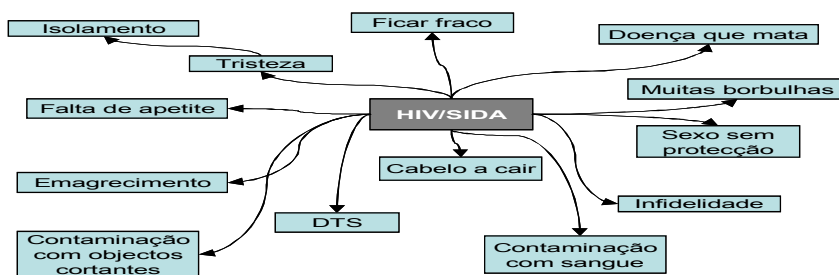 Isolamento
Ficar fraco
Doença que mata
Tristeza
Muitas borbulhas
Falta de apetite
HIV/SIDA
Sexo sem
protecção
Cabelo a cair
Emagrecimento
Infidelidade
DTS
Contaminação
com objectos
cortantes
Contaminação
com sangue